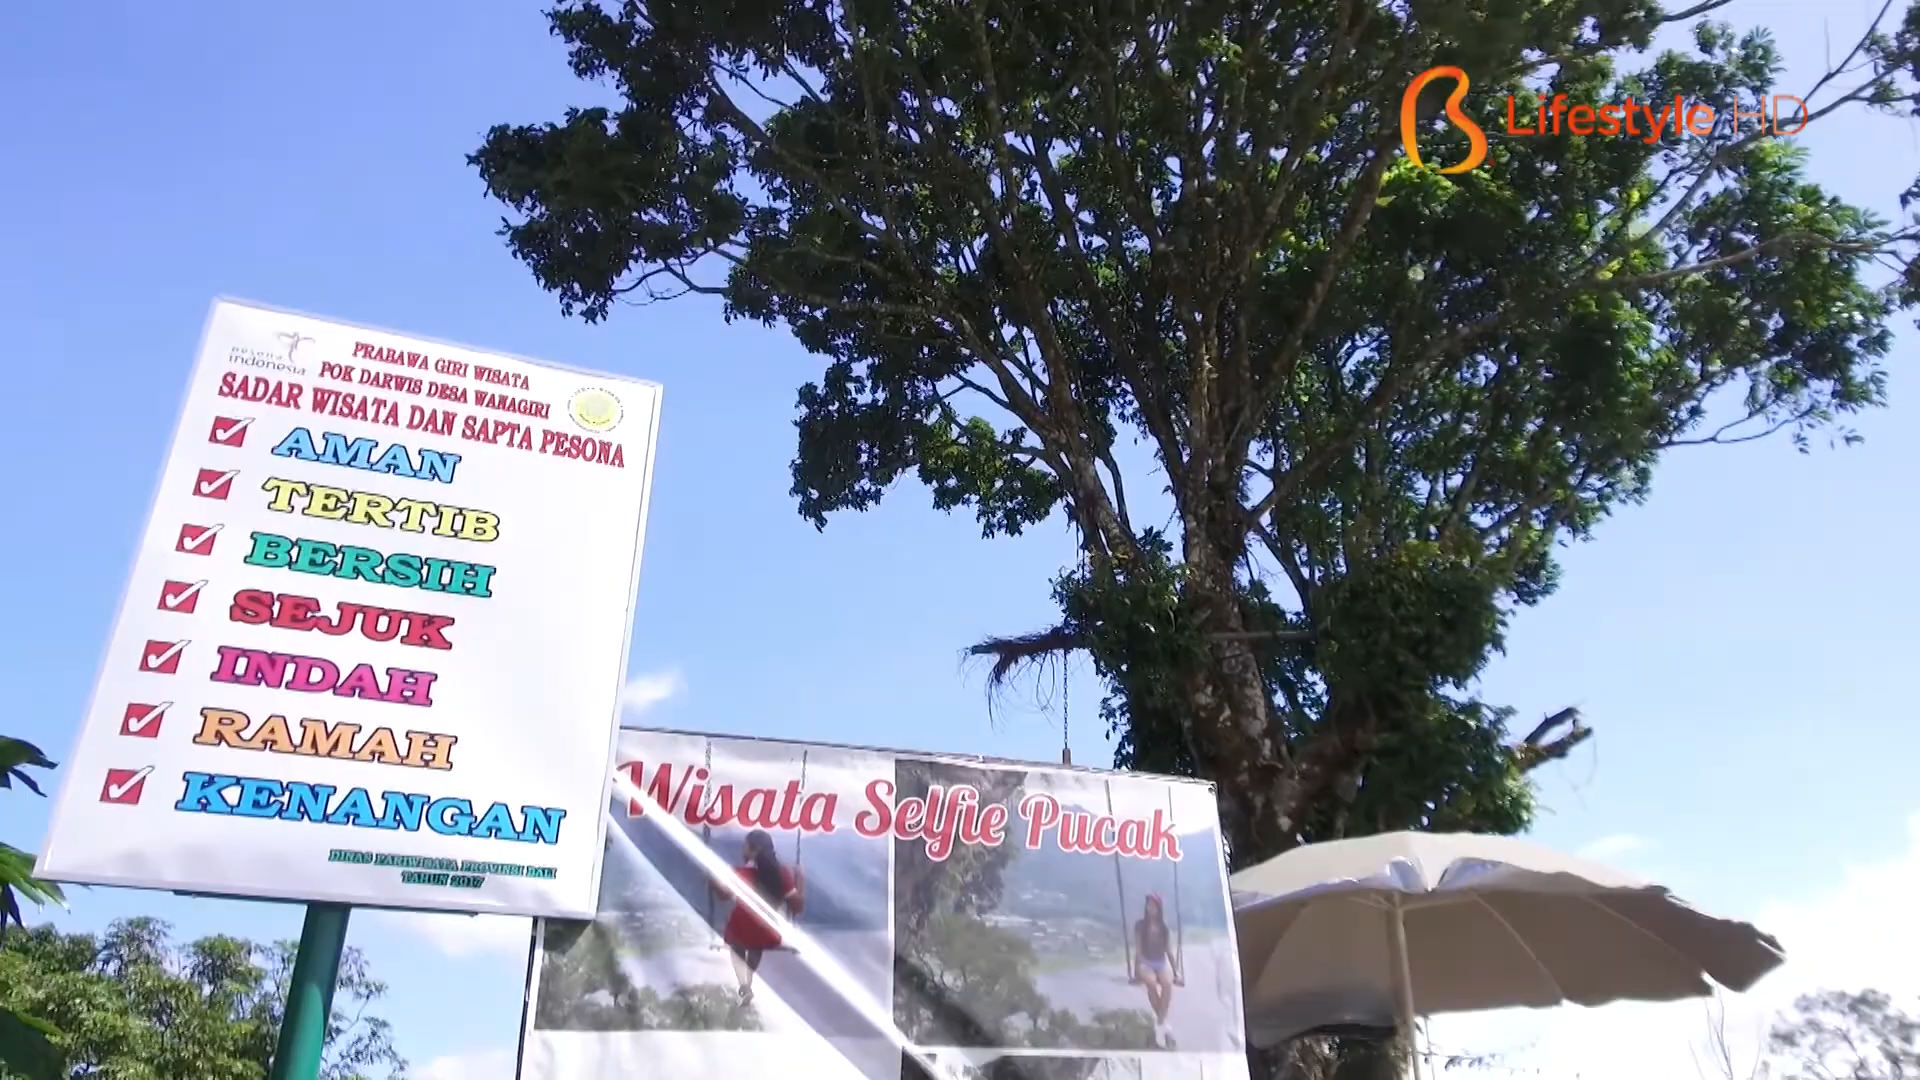 Lifestyle HD
pesona
indonesia
PRABAWA GIRI WISATA
POK DARWIS DESA WANAGIRI
SADAR WISATA DAN SAPTA PESONA
AMAN
TERTIB
BERSIH
SEJUK
INDAH
RAMAH
KENANGAN
DINAS PARIWISATA PROVINSI BALI
TAHUN 2017
Wisata Selfie Pucak